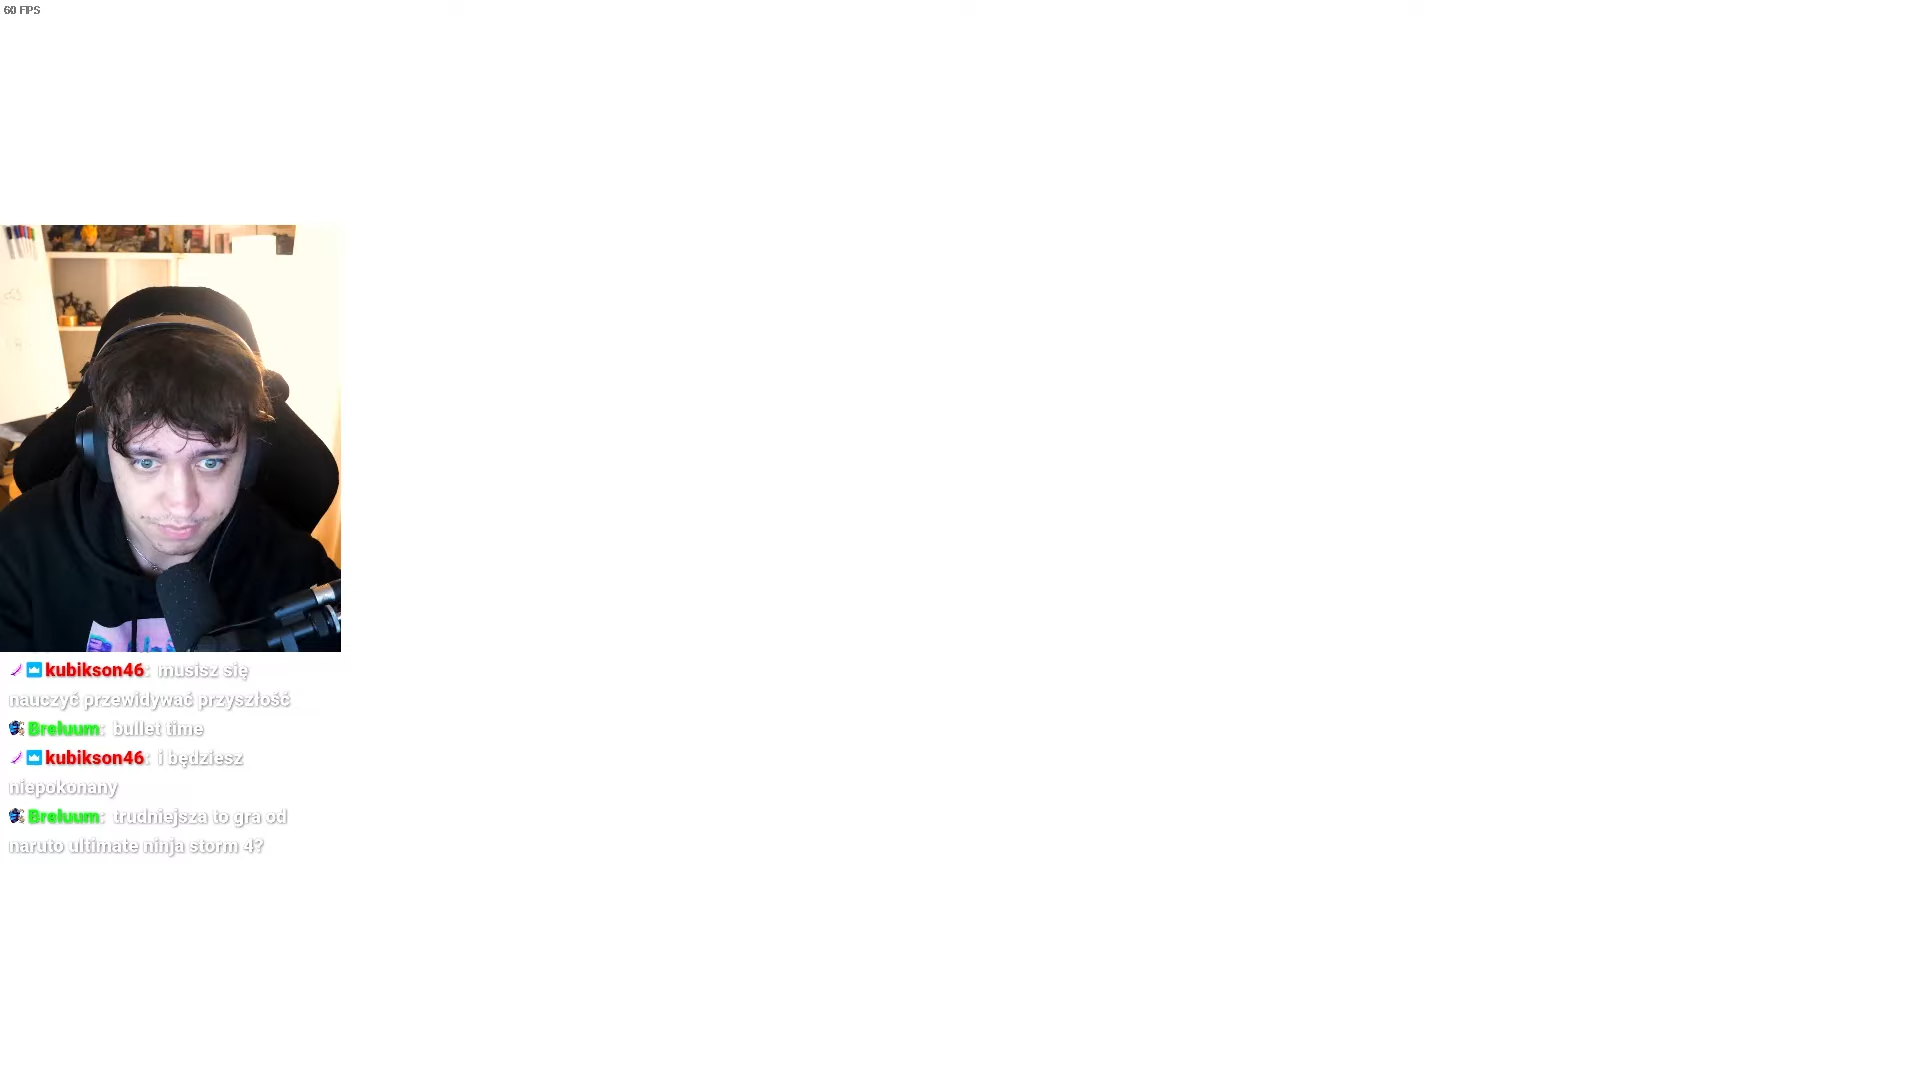 60 FPS
kubikson46: musisz się
nauczyć przewidywać przyszłość
Breluum: bullet time
kubikson46: i będziesz
niepokonany
Breluum: trudniejsza to gra od
naruto ultimate ninja storm 4?